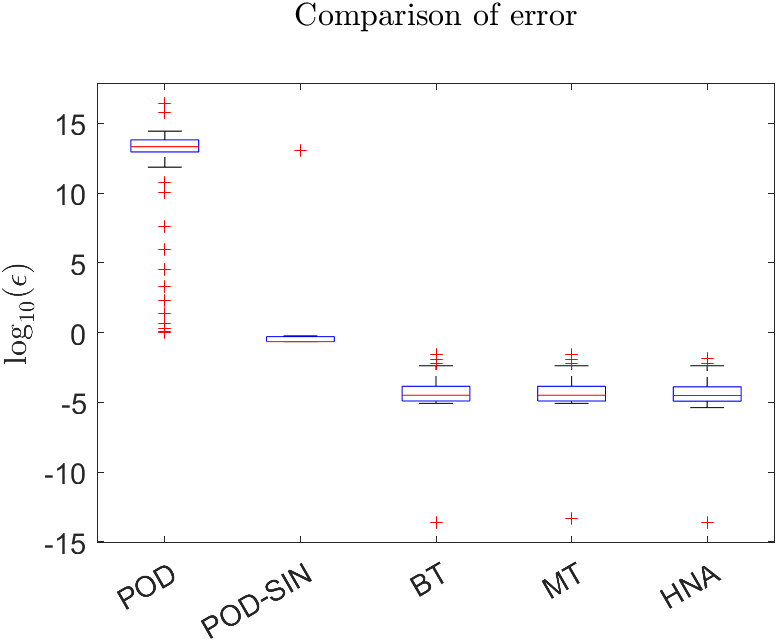 Comparison of error
log₁₀(ϵ)
15
10
5
0
-5
-10
-15
POD
POD-SIN
BT
MT
HNA